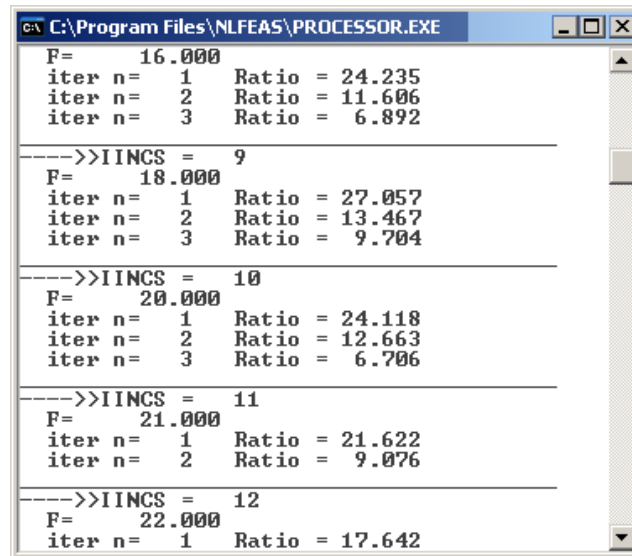 C:\Program Files\NLFEAS\PROCESSOR.EXE
F= 16.000
iter n= 1 Ratio = 24.235
iter n= 2 Ratio = 11.606
iter n= 3 Ratio = 6.892
---->>IINCS = 9
F= 18.000
iter n= 1 Ratio = 27.057
iter n= 2 Ratio = 13.467
iter n= 3 Ratio = 9.704
---->>IINCS = 10
F= 20.000
iter n= 1 Ratio = 24.118
iter n= 2 Ratio = 12.663
iter n= 3 Ratio = 6.706
---->>IINCS = 11
F= 21.000
iter n= 1 Ratio = 21.622
iter n= 2 Ratio = 9.076
---->>IINCS = 12
F= 22.000
iter n= 1 Ratio = 17.642